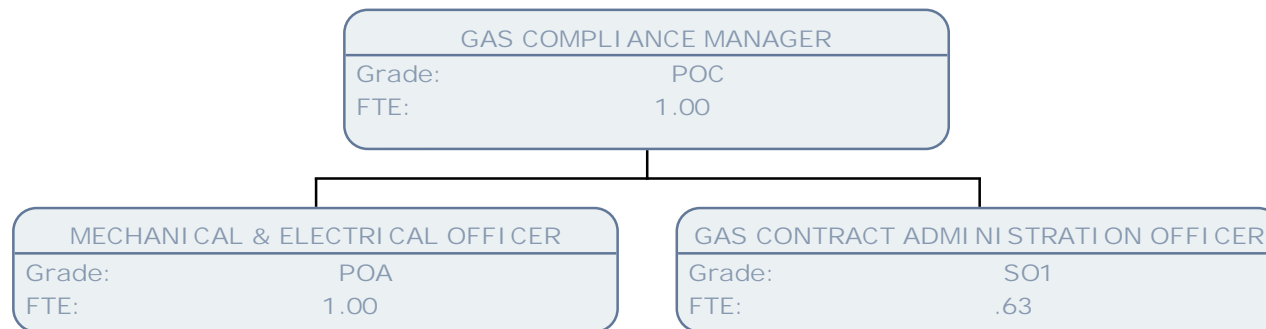 GAS COMPLIANCE MANAGER
Grade: POC
FTE: 1.00
MECHANICAL & ELECTRICAL OFFICER
Grade: POA
FTE: 1.00
GAS CONTRACT ADMINISTRATION OFFICER
Grade: SO1
FTE: .63